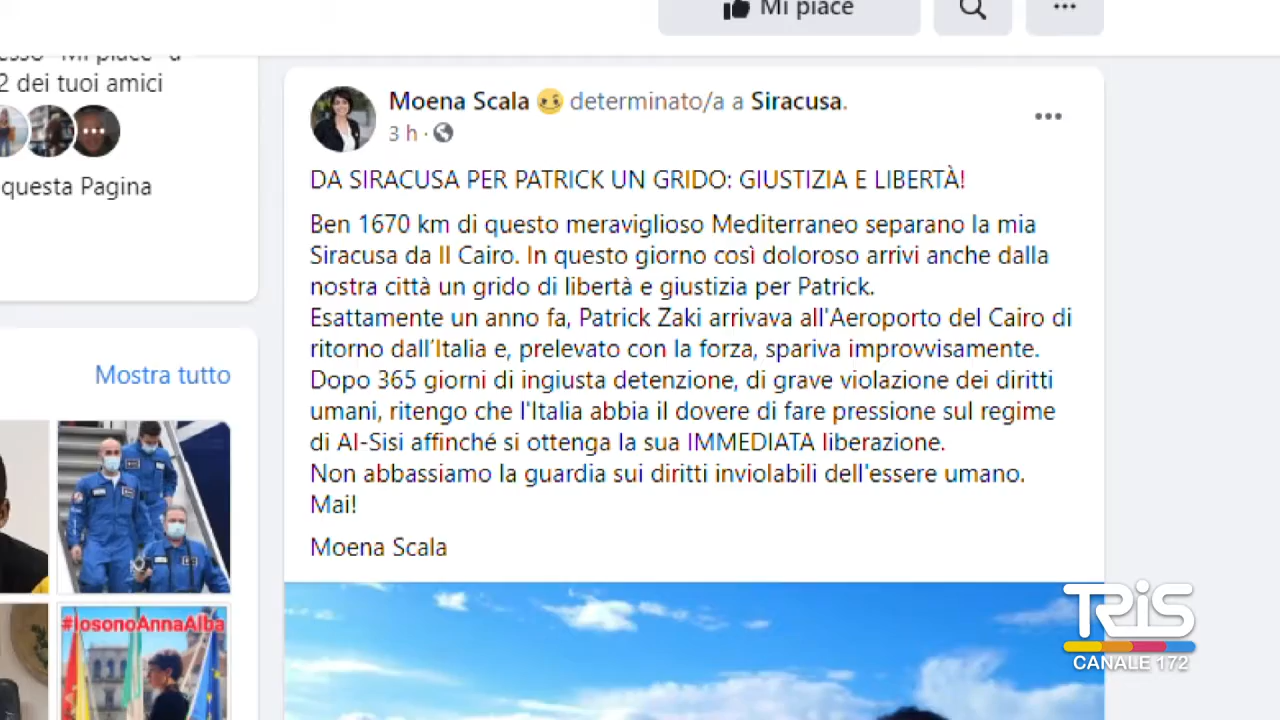 Mi piace
2 dei tuoi amici
questa Pagina
Mostra tutto
#IosonoAnnaAlba
Moena Scala determinato/a a Siracusa.
3 h ·
DA SIRACUSA PER PATRICK UN GRIDO: GIUSTIZIA E LIBERTÀ!
Ben 1670 km di questo meraviglioso Mediterraneo separano la mia
Siracusa da Il Cairo. In questo giorno così doloroso arrivi anche dalla
nostra città un grido di libertà e giustizia per Patrick.
Esattamente un anno fa, Patrick Zaki arrivava all'Aeroporto del Cairo di
ritorno dall'Italia e, prelevato con la forza, spariva improvvisamente.
Dopo 365 giorni di ingiusta detenzione, di grave violazione dei diritti
umani, ritengo che l'Italia abbia il dovere di fare pressione sul regime
di Al-Sisi affinché si ottenga la sua IMMEDIATA liberazione.
Non abbassiamo la guardia sui diritti inviolabili dell'essere umano.
Mai!
Moena Scala
TRIS
CANALE 172